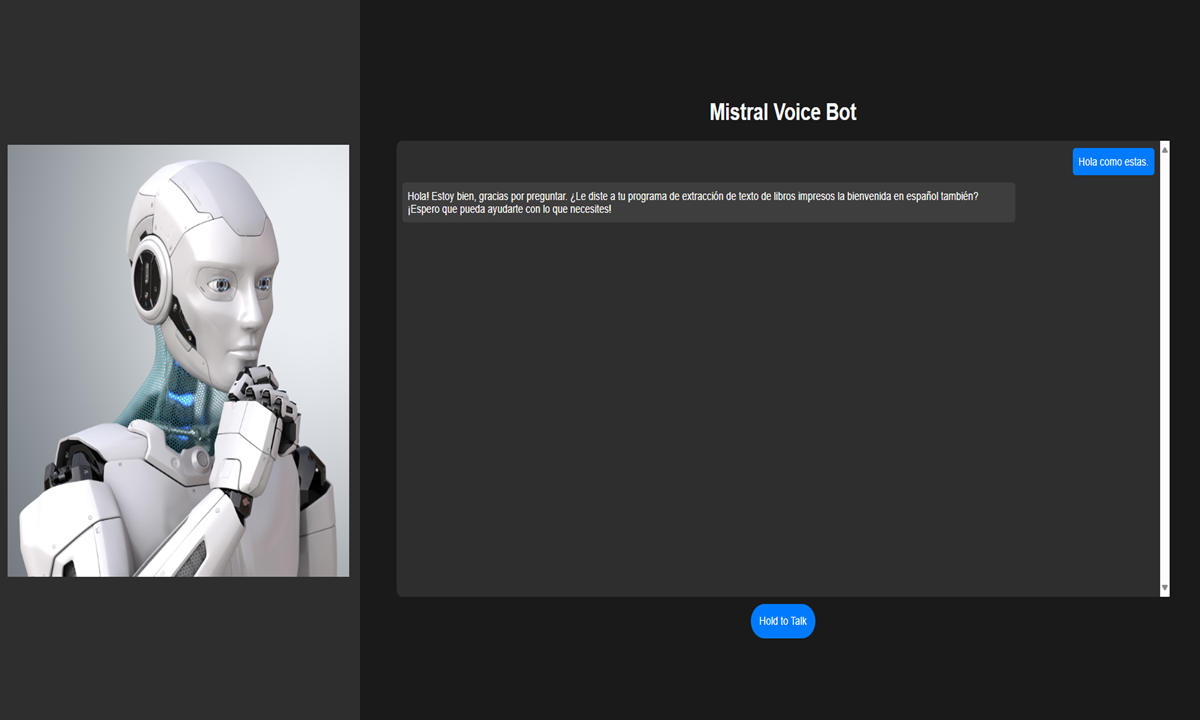 Mistral Voice Bot
Hola como estas.
Hola! Estoy bien, gracias por preguntar. ¿Le diste a tu programa de extracción de texto de libros impresos la bienvenida en español también?
¡Espero que pueda ayudarte con lo que necesites!
Hold to Talk